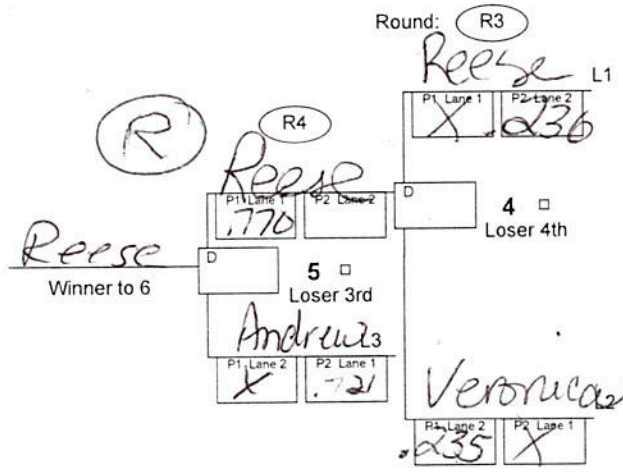 Round: R3
Reese L1
P1 Lane 1 P2 Lane 2
X .236
R
R4
Reese
P1 Lane 1 P2 Lane 2
.770
D
4
Loser 4th
Reese
Winner to 6
D
5
Loser 3rd
Andrew L3
P1 Lane 2 P2 Lane 1
X .721
Veronica L2
P1 Lane 2 P2 Lane 1
.235 X